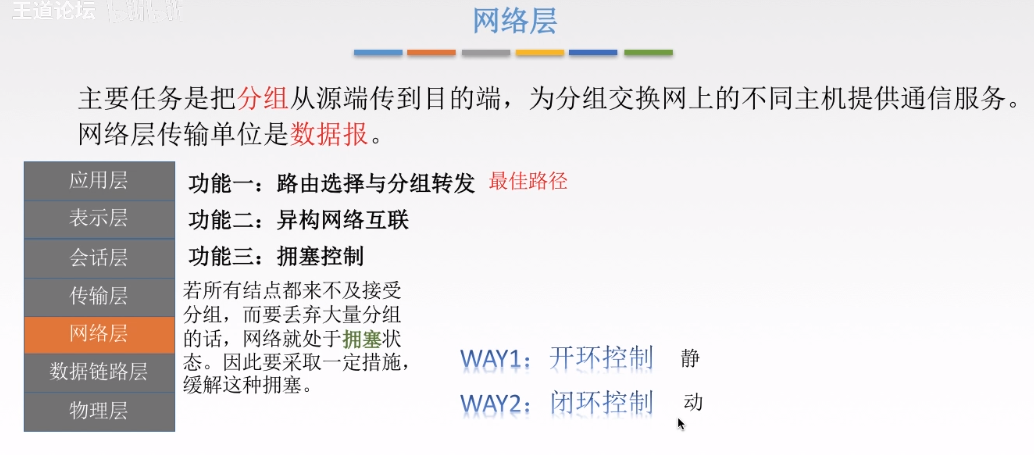 王道论坛
网络层
主要任务是把分组从源端传到目的端，为分组交换网上的不同主机提供通信服务。
网络层传输单位是数据报。
应用层
表示层
会话层
传输层
网络层
数据链路层
物理层
功能一：路由选择与分组转发 最佳路径
功能二：异构网络互联
功能三：拥塞控制
若所有结点都来不及接受
分组，而要丢弃大量分组
的话，网络就处于拥塞状
态。因此要采取一定措施，
缓解这种拥塞。
WAY1：开环控制 静
WAY2：闭环控制 动